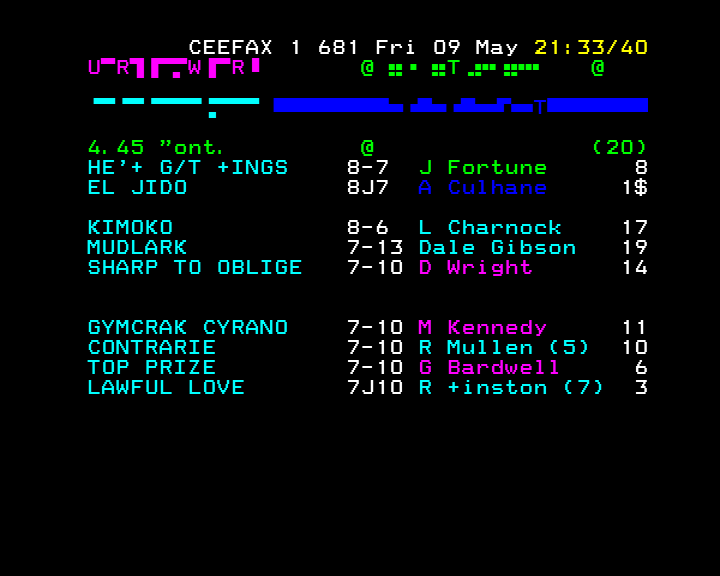 CEEFAX 1 681 Fri 09 May 21:33/40
4.45 "ont. @ (20)
HE'+ G/T +INGS 8-7 J Fortune 8
EL JIDO 8J7 A Culhane 1$
KIMOKO 8-6 L Charnock 17
MUDLARK 7-13 Dale Gibson 19
SHARP TO OBLIGE 7-10 D Wright 14
GYMCRAK CYRANO 7-10 M Kennedy 11
CONTRARIE 7-10 R Mullen (5) 10
TOP PRIZE 7-10 G Bardwell 6
LAWFUL LOVE 7J10 R +inston (7) 3